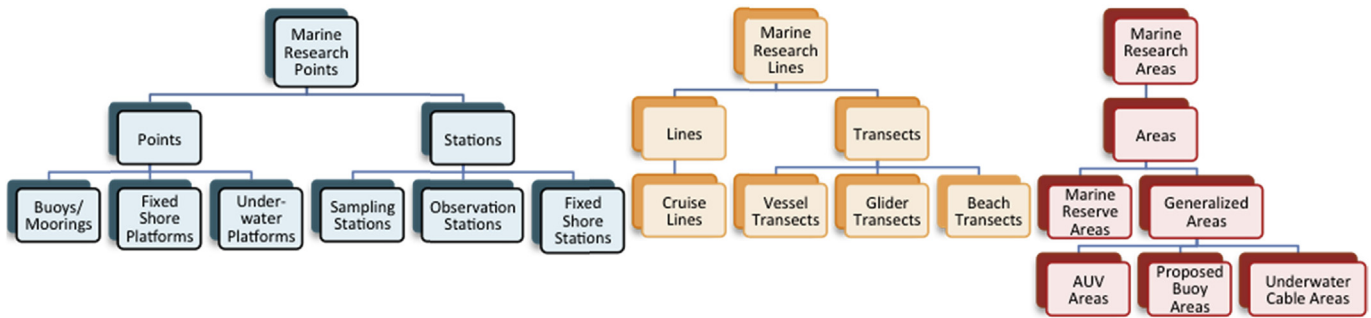 Marine
Research
Points
Marine
Research
Lines
Marine
Research
Areas
Points
Stations
Lines
Transects
Areas
Buoys/
Moorings
Fixed
Shore
Platforms
Under-
water
Platforms
Sampling
Stations
Observation
Stations
Fixed
Shore
Stations
Cruise
Lines
Vessel
Transects
Glider
Transects
Beach
Transects
Marine
Reserve
Areas
Generalized
Areas
AUV
Areas
Proposed
Buoy
Areas
Underwater
Cable Areas